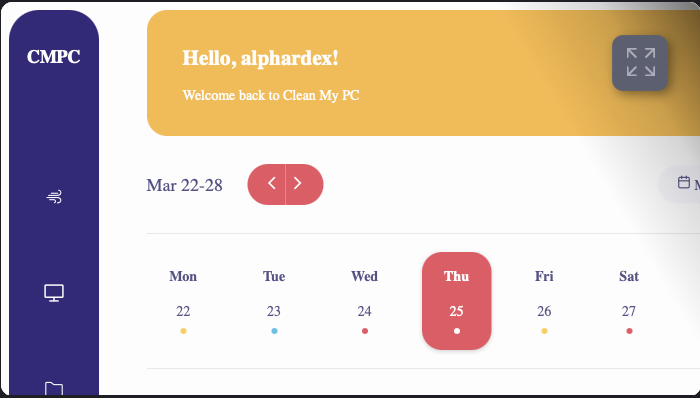 CMPC
Hello, alphardex!
Welcome back to Clean My PC
Mar 22-28
Mon Tue Wed Thu Fri Sat
22 23 24 25 26 27